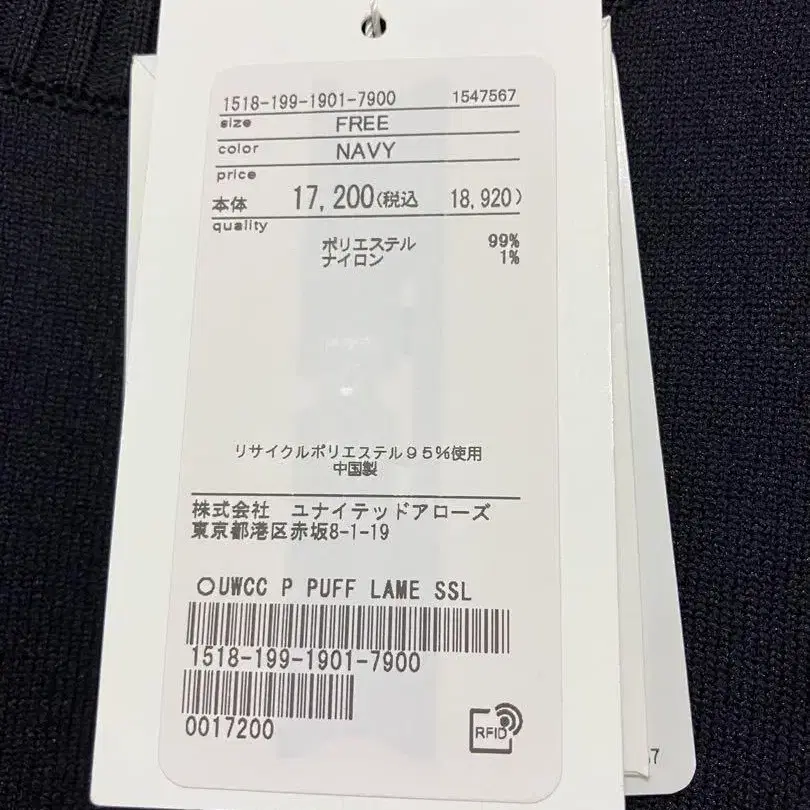 1518-199-1901-7900 1547567
size FREE
color NAVY
price
本体 17,200(税込 18,920)
quality
ポリエステル 99%
ナイロン 1%
リサイクルポリエステル95%使用
中国製
株式会社 ユナイテッドアローズ
東京都港区赤坂8-1-19
○UWCC P PUFF LAME SSL
1518-199-1901-7900
0017200
RFID
7